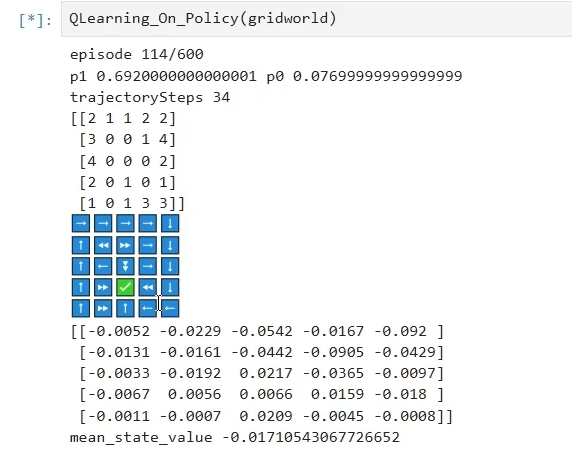 [*]: QLearning_On_Policy(gridworld)
episode 114/600
p1 0.6920000000000001 p0 0.07699999999999999
trajectorySteps 34
[[2 1 1 2 2]
[3 0 0 1 4]
[4 0 0 0 2]
[2 0 1 0 1]
[1 0 1 3 3]]
→ → → → ↓
↑ ⏪ ⏩ → ↓
↑ ← ⏬ → ↓
↑ ⏩ ✅ ⏪ ↓
↑ ⏩ ↑ ← ←
[[-0.0052 -0.0229 -0.0542 -0.0167 -0.092 ]
[-0.0131 -0.0161 -0.0442 -0.0905 -0.0429]
[-0.0033 -0.0192 0.0217 -0.0365 -0.0097]
[-0.0067 0.0056 0.0066 0.0159 -0.018 ]
[-0.0011 -0.0007 0.0209 -0.0045 -0.0008]]
mean_state_value -0.01710543067726652